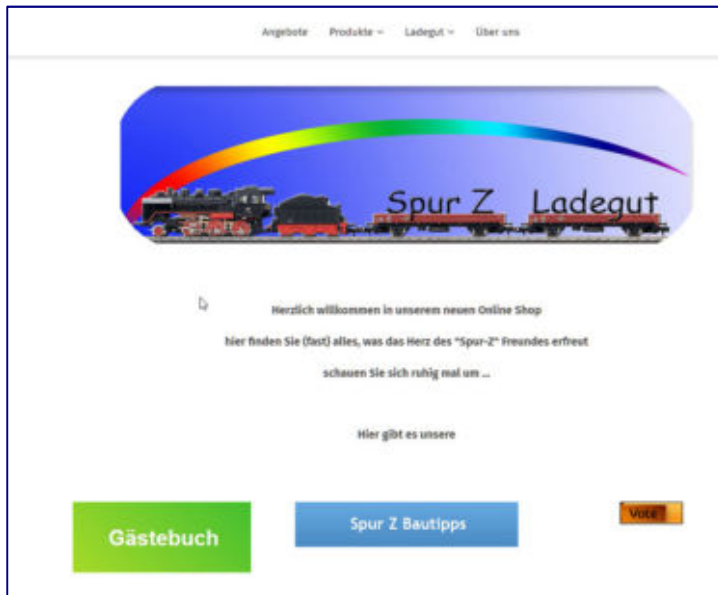 Angebote Produkte Ladegut Über uns
Spur Z Ladegut
Herzlich willkommen in unserem neuen Online Shop
hier finden Sie (fast) alles, was das Herz des "Spur-Z" Freundes erfreut
schauen Sie sich ruhig mal um ...
Hier gibt es unsere
Gästebuch
Spur Z Bautipps
Vote